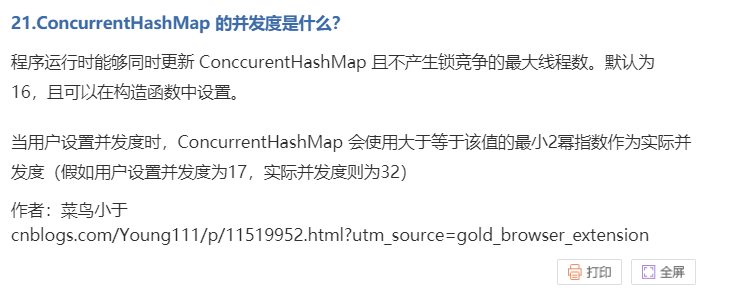 21.ConcurrentHashMap 的并发度是什么?
程序运行时能够同时更新 ConccurentHashMap 且不产生锁竞争的最大线程数。默认为
16，且可以在构造函数中设置。
当用户设置并发度时，ConcurrentHashMap 会使用大于等于该值的最小2幂指数作为实际并
发度（假如用户设置并发度为17，实际并发度则为32）
作者：菜鸟小于
cnblogs.com/Young111/p/11519952.html?utm_source=gold_browser_extension
打印 全屏